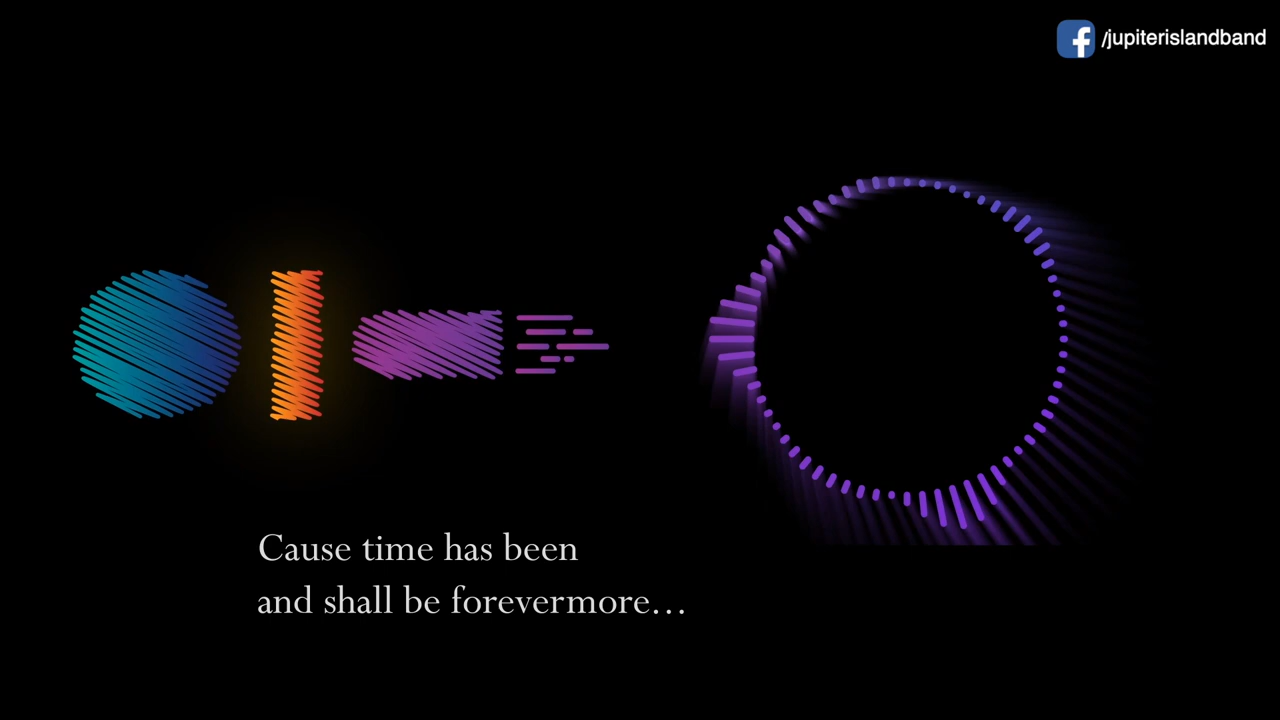 /jupiterislandband
Cause time has been
and shall be forevermore...